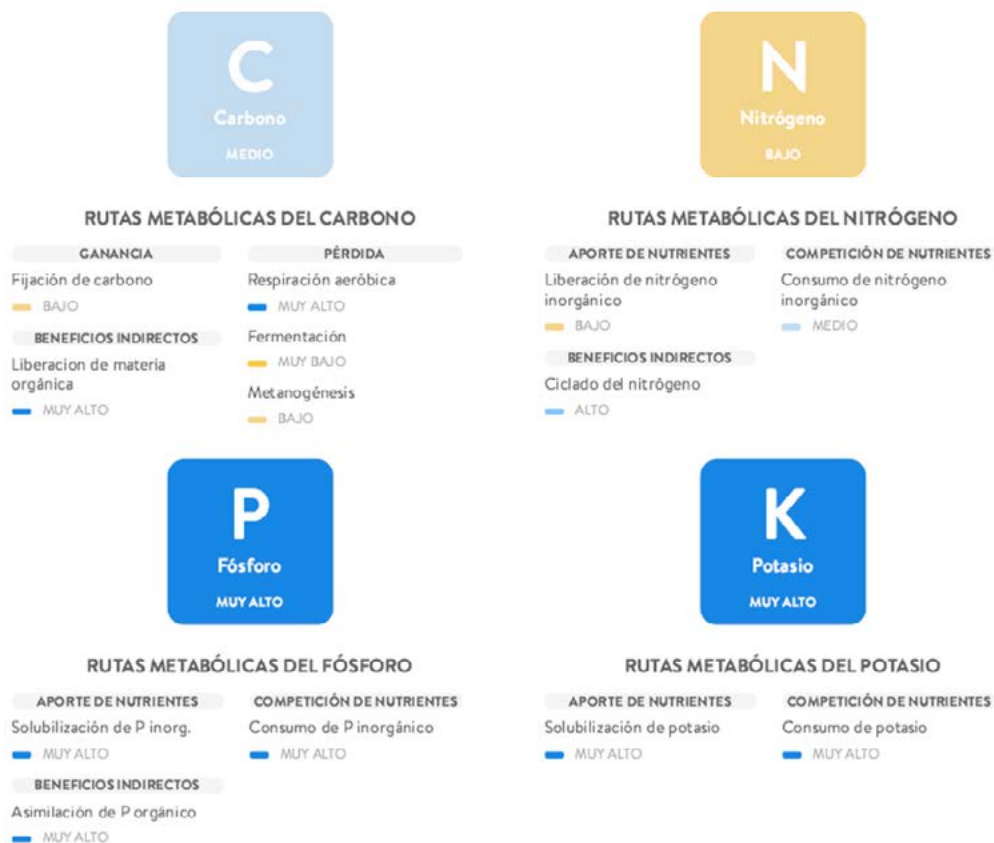 C
Carbono
MEDIO
RUTAS METABÓLICAS DEL CARBONO
GANANCIA
Fijación de carbono
BAJO
BENEFICIOS INDIRECTOS
Liberacion de materia
orgánica
MUY ALTO
PÉRDIDA
Respiración aeróbica
MUY ALTO
Fermentación
MUY BAJO
Metanogénesis
BAJO
N
Nitrógeno
BAJO
RUTAS METABÓLICAS DEL NITRÓGENO
APORTE DE NUTRIENTES
Liberación de nitrógeno
inorgánico
BAJO
BENEFICIOS INDIRECTOS
Ciclado del nitrógeno
ALTO
COMPETICIÓN DE NUTRIENTES
Consumo de nitrógeno
inorgánico
MEDIO
P
Fósforo
MUY ALTO
RUTAS METABÓLICAS DEL FÓSFORO
APORTE DE NUTRIENTES
Solubilización de P inorg.
MUY ALTO
BENEFICIOS INDIRECTOS
Asimilación de P orgánico
MUY ALTO
COMPETICIÓN DE NUTRIENTES
Consumo de P inorgánico
MUY ALTO
K
Potasio
MUY ALTO
RUTAS METABÓLICAS DEL POTASIO
APORTE DE NUTRIENTES
Solubilización de potasio
MUY ALTO
COMPETICIÓN DE NUTRIENTES
Consumo de potasio
MUY ALTO